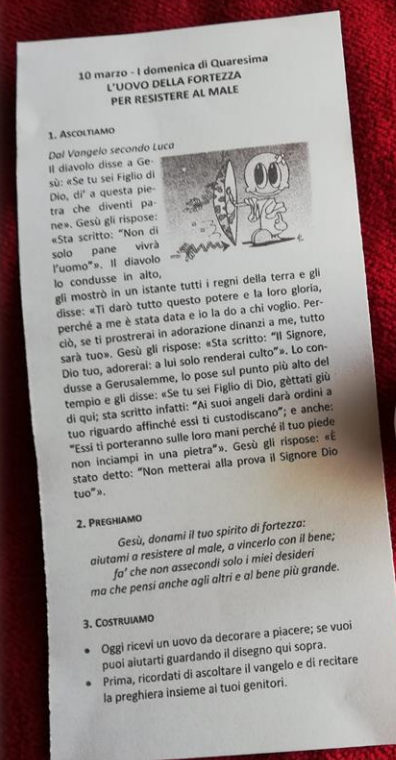 10 marzo - I domenica di Quaresima
L'UOVO DELLA FORTEZZA
PER RESISTERE AL MALE
1. ASCOLTIAMO
Dal Vangelo secondo Luca
Il diavolo disse a Ge-
sù: «Se tu sei Figlio di
Dio, di' a questa pie-
tra che diventi pa-
ne». Gesù gli rispose:
«Sta scritto: "Non di
solo pane vivrà
l'uomo"». Il diavolo
lo condusse in alto,
gli mostrò in un istante tutti i regni della terra e gli
disse: «Ti darò tutto questo potere e la loro gloria,
perché a me è stata data e io la do a chi voglio. Per-
ciò, se ti prostrerai in adorazione dinanzi a me, tutto
sarà tuo». Gesù gli rispose: «Sta scritto: "Il Signore,
Dio tuo, adorerai: a lui solo renderai culto"». Lo con-
dusse a Gerusalemme, lo pose sul punto più alto del
tempio e gli disse: «Se tu sei Figlio di Dio, gèttati giù
di qui; sta scritto infatti: "Ai suoi angeli darà ordini a
tuo riguardo affinché essi ti custodiscano"; e anche:
"Essi ti porteranno sulle loro mani perché il tuo piede
non inciampi in una pietra"». Gesù gli rispose: «È
stato detto: "Non metterai alla prova il Signore Dio
tuo"».
2. PREGHIAMO
Gesù, donami il tuo spirito di fortezza:
aiutami a resistere al male, a vincerlo con il bene;
fa' che non assecondi solo i miei desideri
ma che pensi anche agli altri e al bene più grande.
3. COSTRUIAMO
• Oggi ricevi un uovo da decorare a piacere; se vuoi
puoi aiutarti guardando il disegno qui sopra.
• Prima, ricordati di ascoltare il vangelo e di recitare
la preghiera insieme ai tuoi genitori.